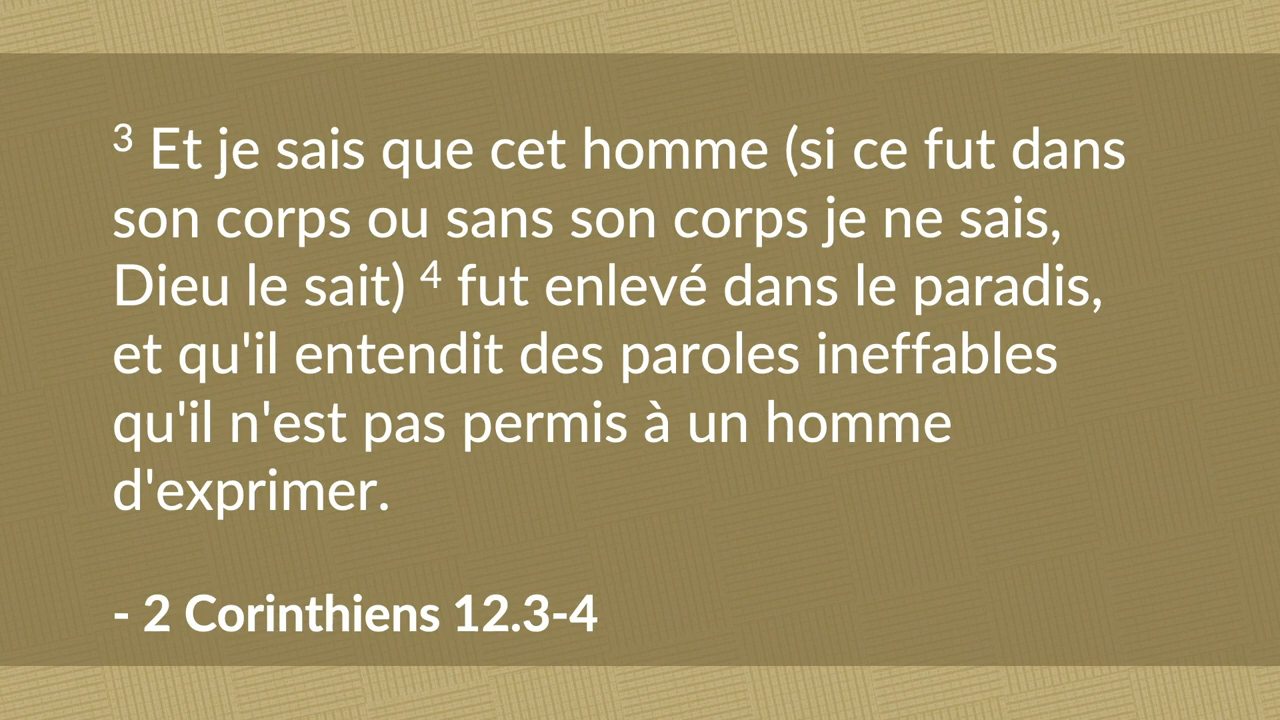 ³ Et je sais que cet homme (si ce fut dans
son corps ou sans son corps je ne sais,
Dieu le sait) ⁴ fut enlevé dans le paradis,
et qu'il entendit des paroles ineffables
qu'il n'est pas permis à un homme
d'exprimer.
- 2 Corinthiens 12.3-4